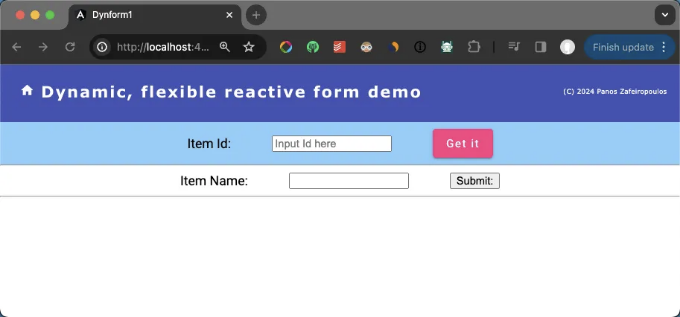 Dynform1
http://localhost:4...
Finish update
Dynamic, flexible reactive form demo
(C) 2024 Panos Zafeiropoulos
Item Id:
Input Id here
Get it
Item Name:
Submit: